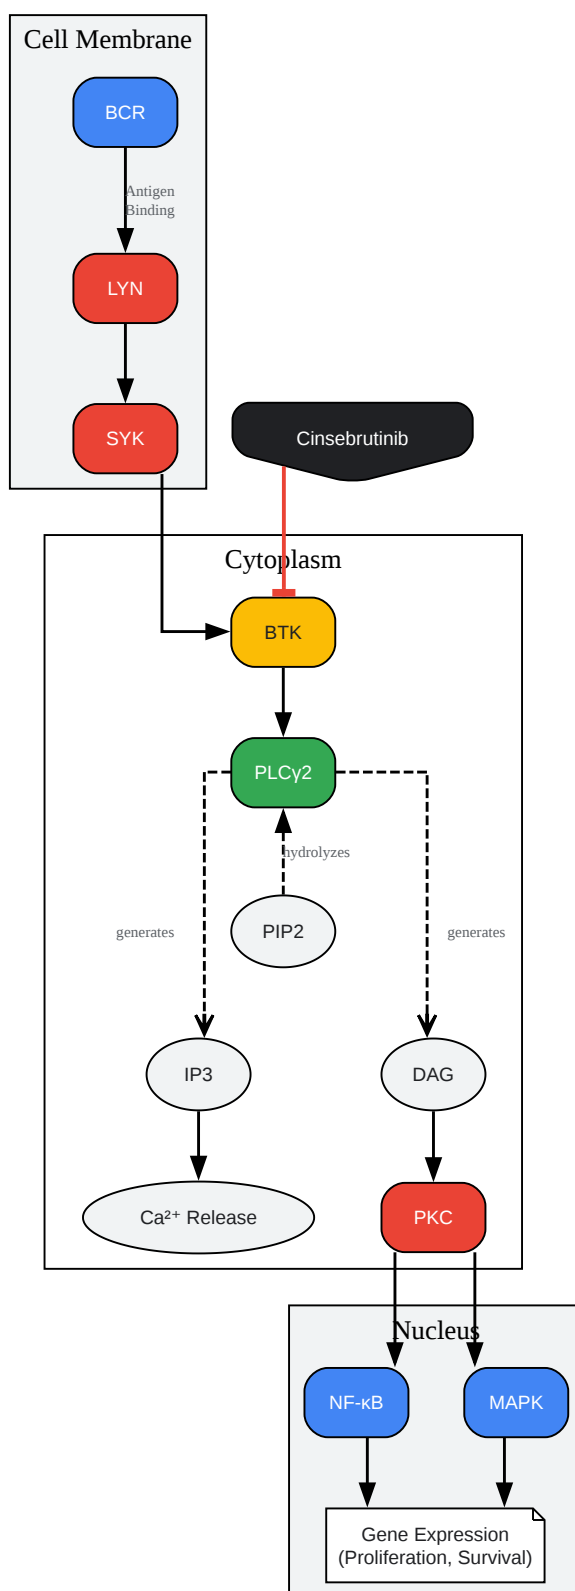 Cell Membrane
BCR
Antigen
Binding
LYN
SYK
Cinsebrutinib
Cytoplasm
BTK
PLCγ2
hydrolyzes
generates
PIP2
generates
IP3
DAG
Ca²⁺ Release
PKC
Nucleus
NF-κB
MAPK
Gene Expression
(Proliferation, Survival)